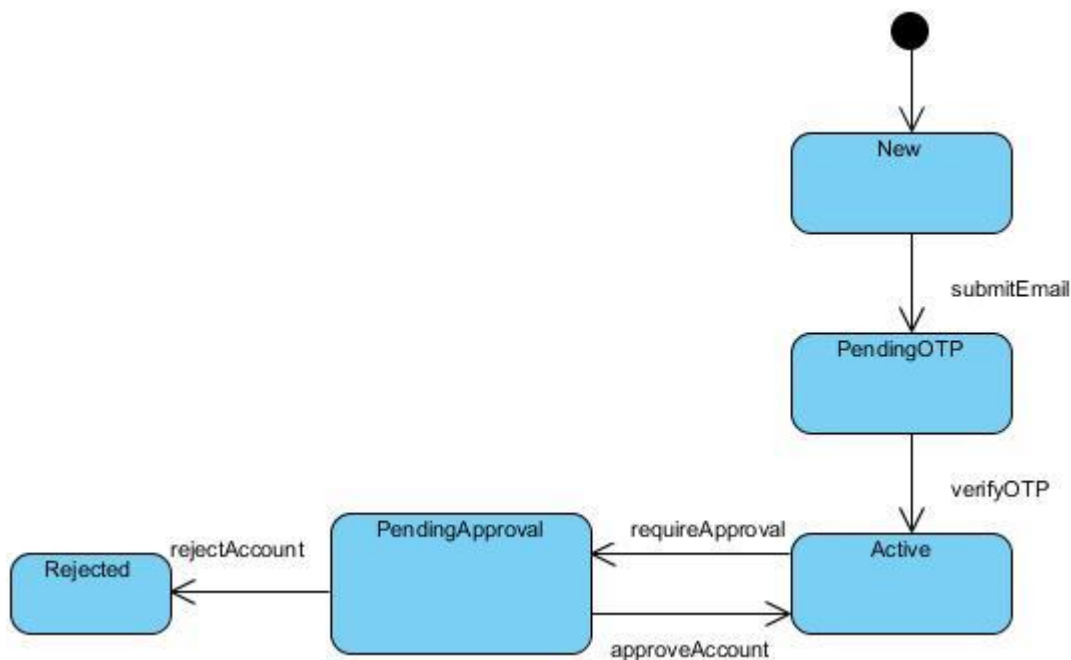 New
submitEmail
PendingOTP
verifyOTP
PendingApproval
requireApproval
Active
rejectAccount
Rejected
approveAccount